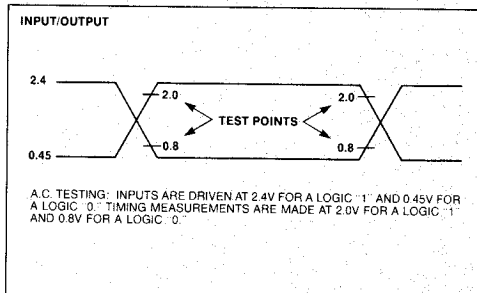 INPUT/OUTPUT
2.4
2.0
2.0
TEST POINTS
0.8
0.8
0.45
A.C. TESTING: INPUTS ARE DRIVEN AT 2.4V FOR A LOGIC "1" AND 0.45V FOR
A LOGIC "0." TIMING MEASUREMENTS ARE MADE AT 2.0V FOR A LOGIC "1"
AND 0.8V FOR A LOGIC "0."